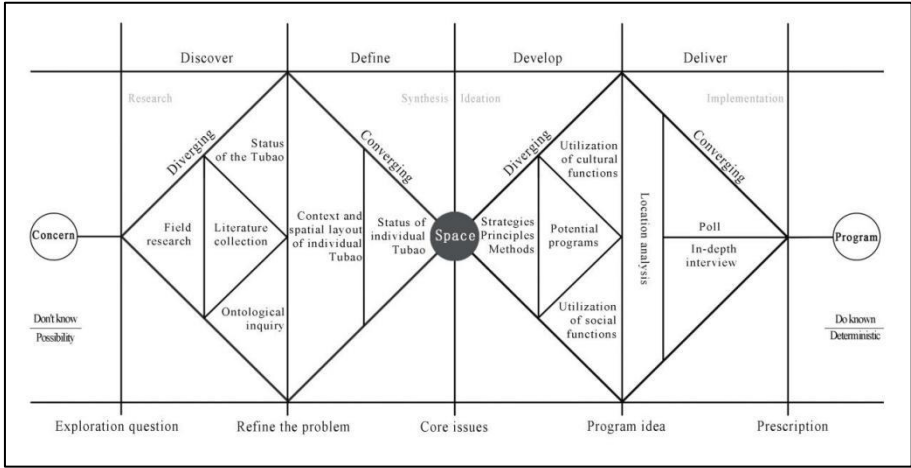 Discover
Define
Develop
Deliver
Research
Synthesis
Ideation
Implementation
Diverging
Converging
Diverging
Converging
Status
of the Tubao
Field
research
Literature
collection
Ontological
inquiry
Context and
spatial layout
of individual
Tubao
Status of
individual
Tubao
Concern
Space
Strategies
Principles
Methods
Potential
programs
Utilization
of cultural
functions
Utilization
of social
functions
Location analysis
Poll
In-depth
interview
Program
Don't know
Possibility
Do known
Deterministic
Exploration question
Refine the problem
Core issues
Program idea
Prescription